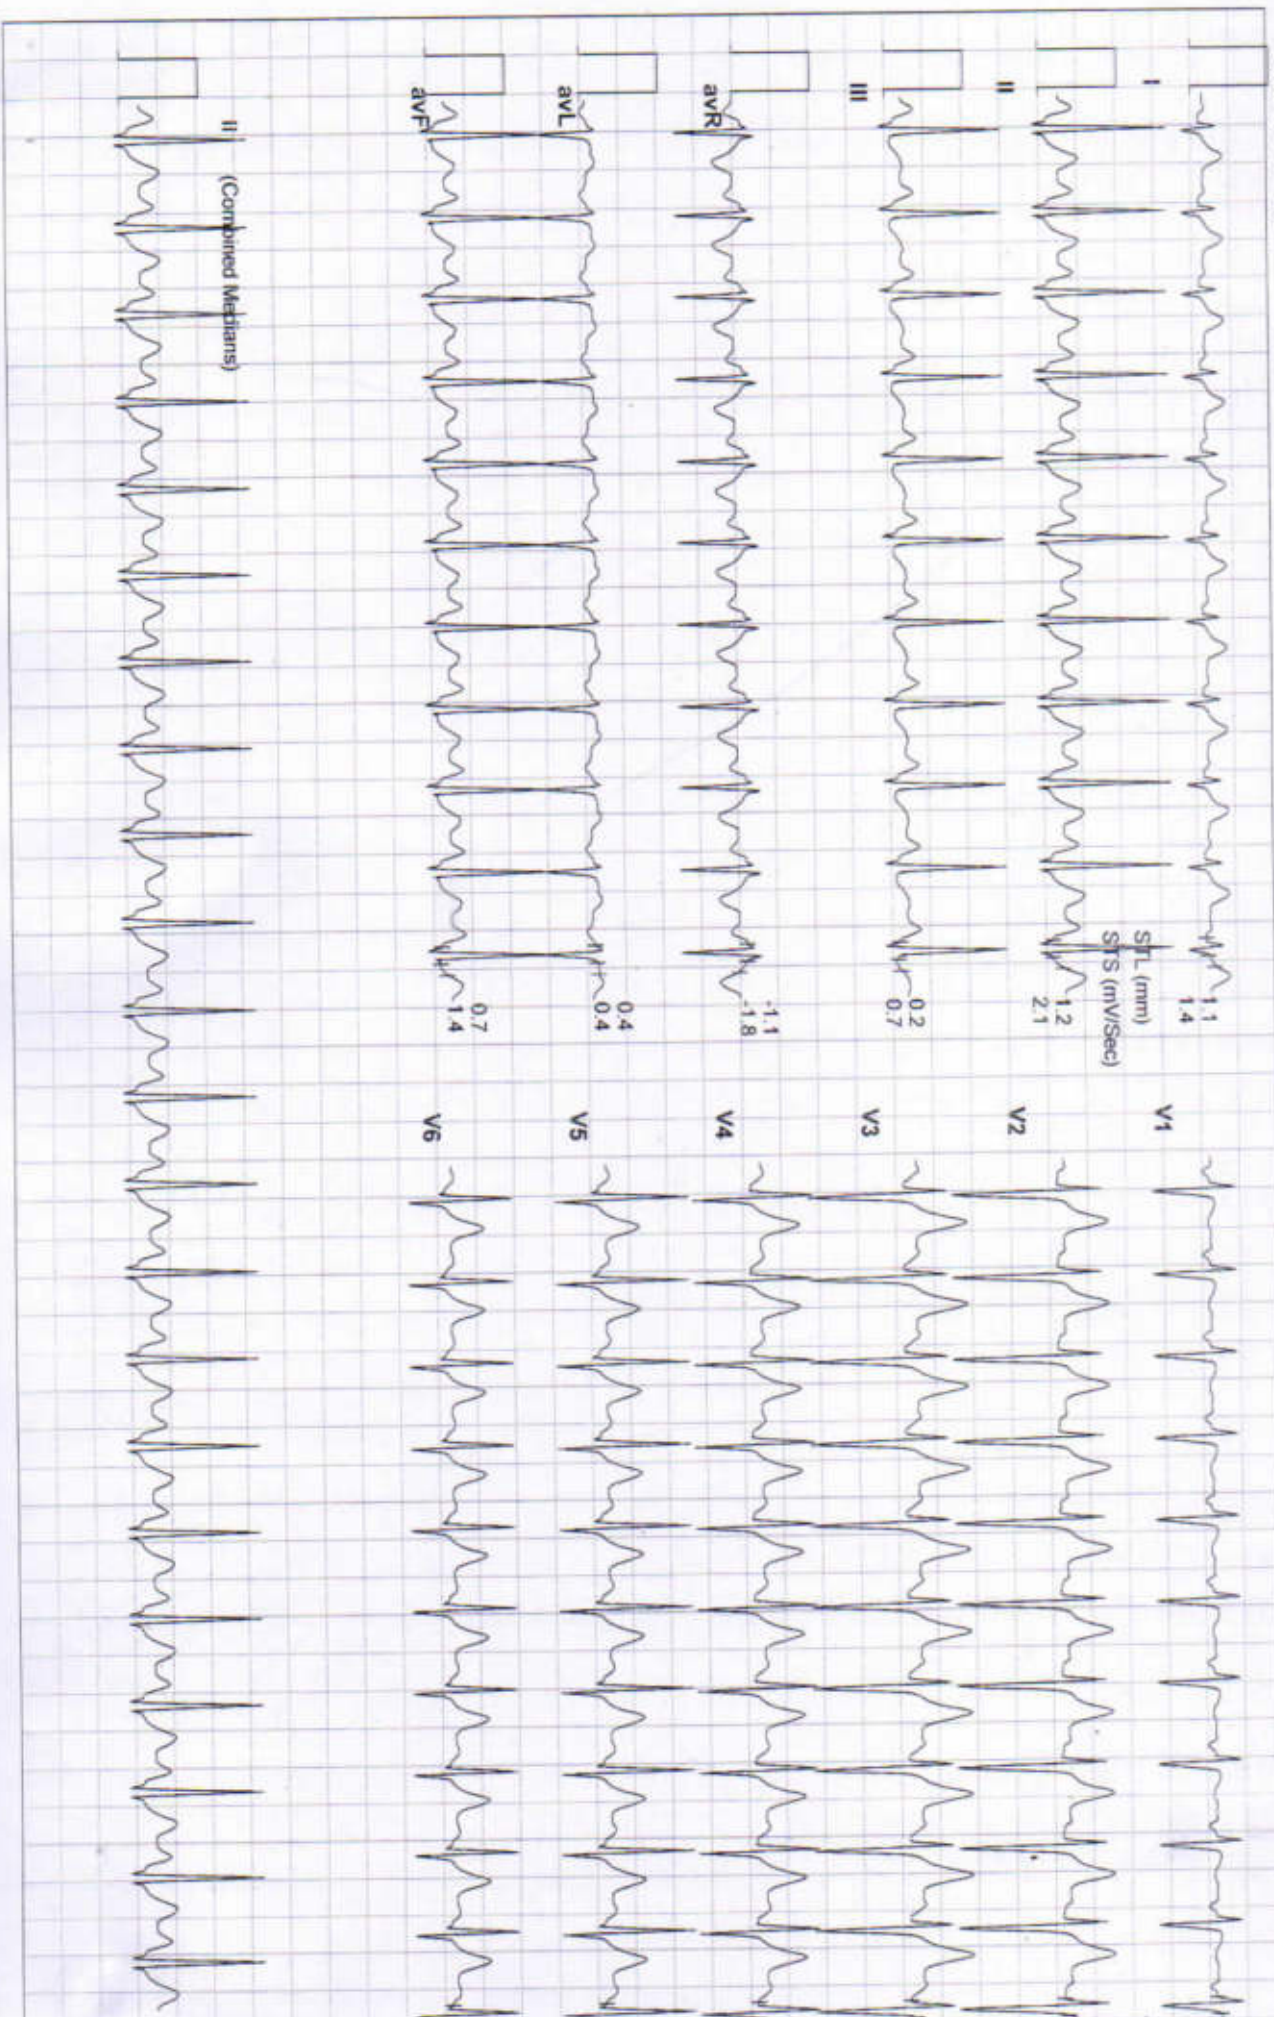 I
STL (mm) 1.1
STS (mV/Sec) 1.4
II
1.2
2.1
III
0.2
0.7
avR
-1.1
-1.8
avL
0.4
0.4
avF
0.7
1.4
V1
V2
V3
V4
V5
V6
II (Combined Medians)